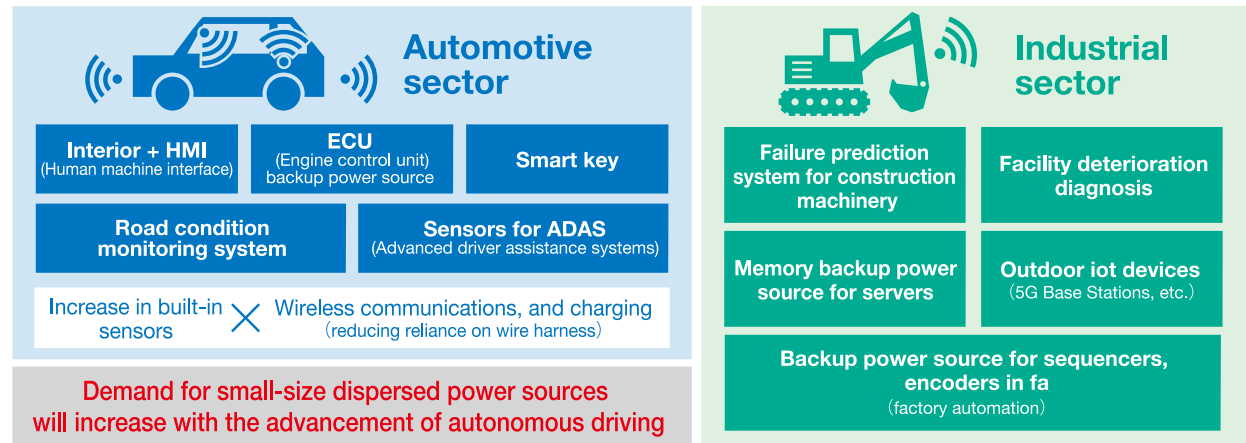 Automotive
sector
Interior + HMI
(Human machine interface)
ECU
(Engine control unit)
backup power source
Smart key
Road condition
monitoring system
Sensors for ADAS
(Advanced driver assistance systems)
Increase in built-in
sensors
×
Wireless communications, and charging
(reducing reliance on wire harness)
Demand for small-size dispersed power sources
will increase with the advancement of autonomous driving
Industrial
sector
Failure prediction
system for construction
machinery
Facility deterioration
diagnosis
Memory backup power
source for servers
Outdoor iot devices
(5G Base Stations, etc.)
Backup power source for sequencers,
encoders in fa
(factory automation)